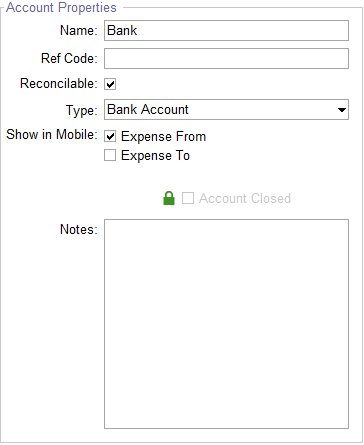 Account Properties
Name: Bank
Ref Code:
Reconcilable:
Type: Bank Account
Show in Mobile: Expense From
Expense To
Account Closed
Notes: